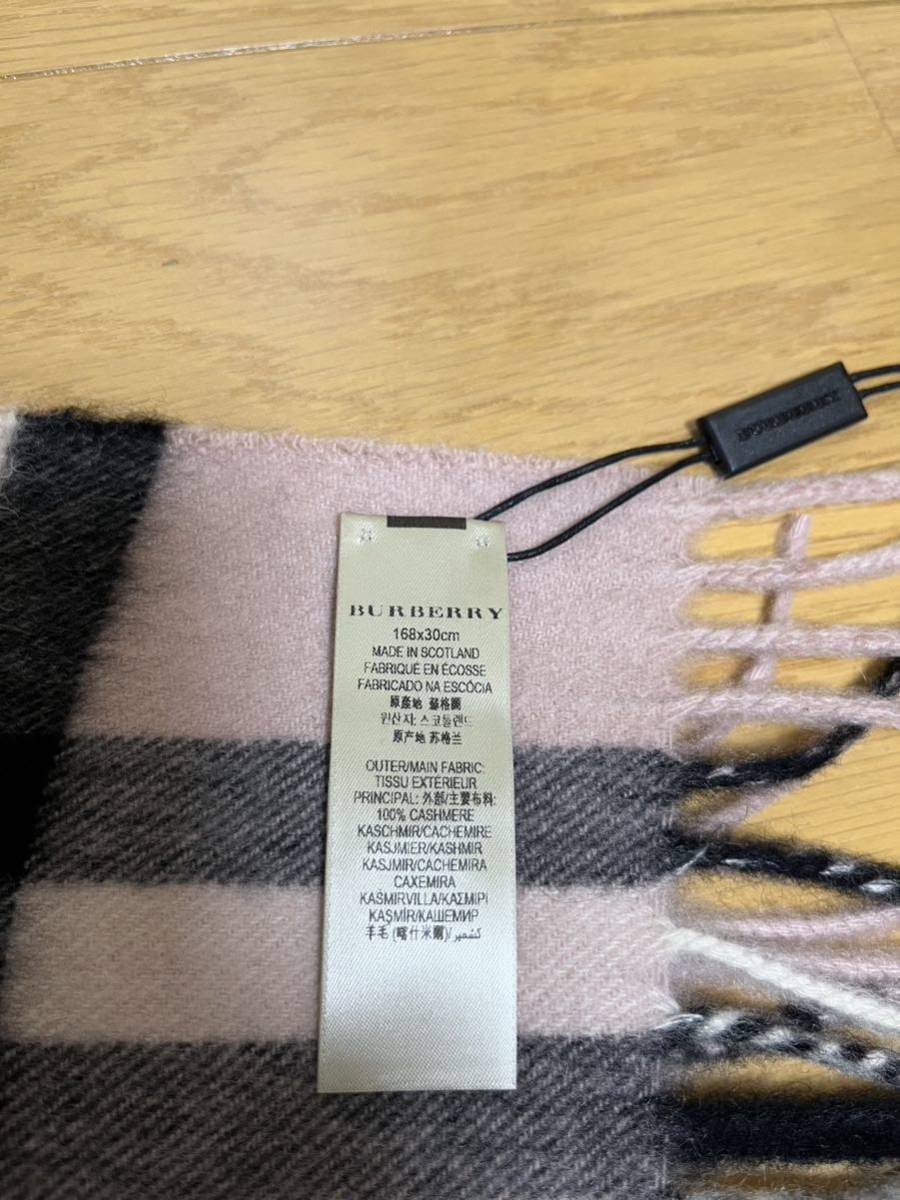 BURBERRY
BURBERRY
168x30cm
MADE IN SCOTLAND
FABRIQUÉ EN ÉCOSSE
FABRICADO NA ESCÓCIA
原產地 蘇格蘭
원산지: 스코틀랜드
原产地 苏格兰
OUTER/MAIN FABRIC:
TISSU EXTÉRIEUR
PRINCIPAL: 外部/主要布料:
100% CASHMERE
KASCHMIR/CACHEMIRE
KASJMIER/KASHMIR
KASJMIR/CACHEMIRA
CAXEMIRA
KAŠMIRVILLA/ΚΑΣΜΙΡΙ
KAŞMİR/КАШЕМИР
羊毛 (喀什米爾)/كشمير